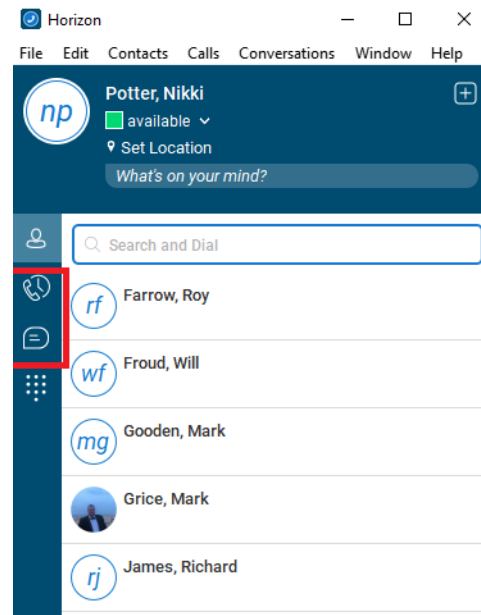 Horizon
File Edit Contacts Calls Conversations Window Help
np
Potter, Nikki
available
Set Location
What's on your mind?
Search and Dial
rf Farrow, Roy
wf Froud, Will
mg Gooden, Mark
Grice, Mark
rj James, Richard